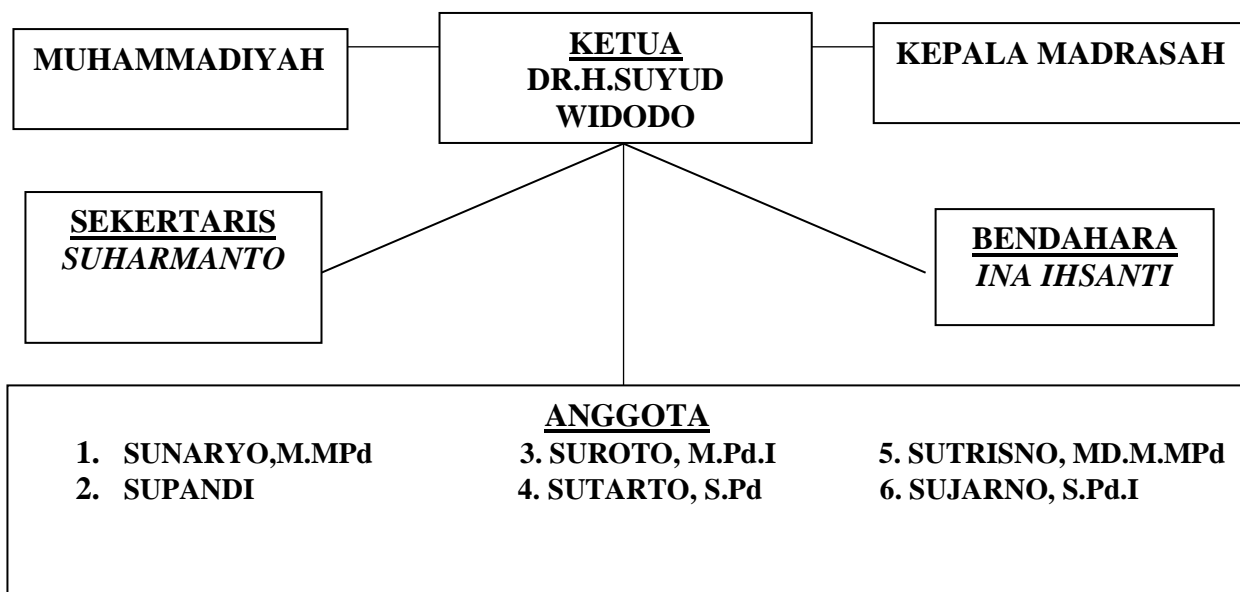 MUHAMMADIYAH
KETUA
DR.H.SUYUD
WIDODO
KEPALA MADRASAH
SEKERTARIS
SUHARMANTO
BENDAHARA
INA IHSANTI
ANGGOTA
1. SUNARYO,M.MPd 3. SUROTO, M.Pd.I 5. SUTRISNO, MD.M.MPd
2. SUPANDI 4. SUTARTO, S.Pd 6. SUJARNO, S.Pd.I